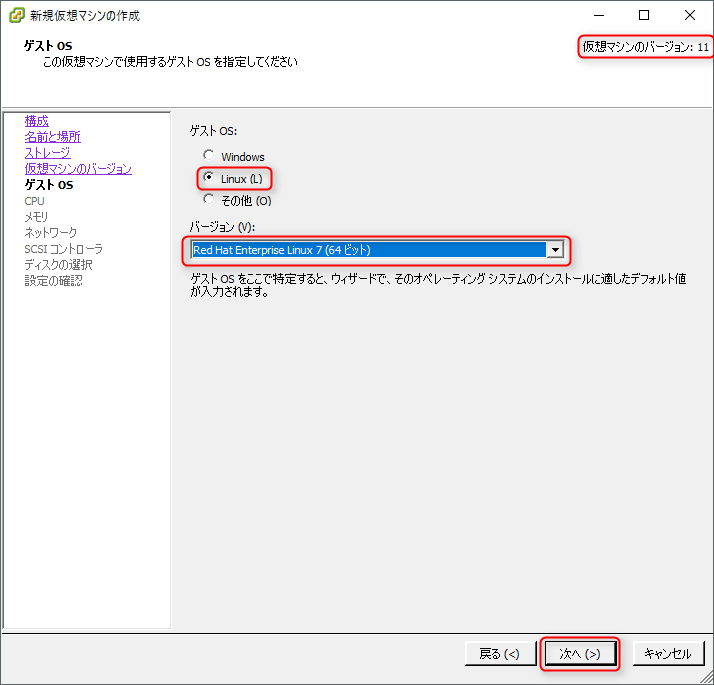 新規仮想マシンの作成
ゲスト OS
この仮想マシンで使用するゲスト OS を指定してください
仮想マシンのバージョン: 11
構成
名前と場所
ストレージ
仮想マシンのバージョン
ゲスト OS
CPU
メモリ
ネットワーク
SCSI コントローラ
ディスクの選択
設定の確認
ゲスト OS:
Windows
Linux (L)
その他 (O)
バージョン (V):
Red Hat Enterprise Linux 7 (64 ビット)
ゲスト OS をここで特定すると、ウィザードで、そのオペレーティング システムのインストールに適したデフォルト値
が入力されます。
戻る (<)
次へ (>)
キャンセル